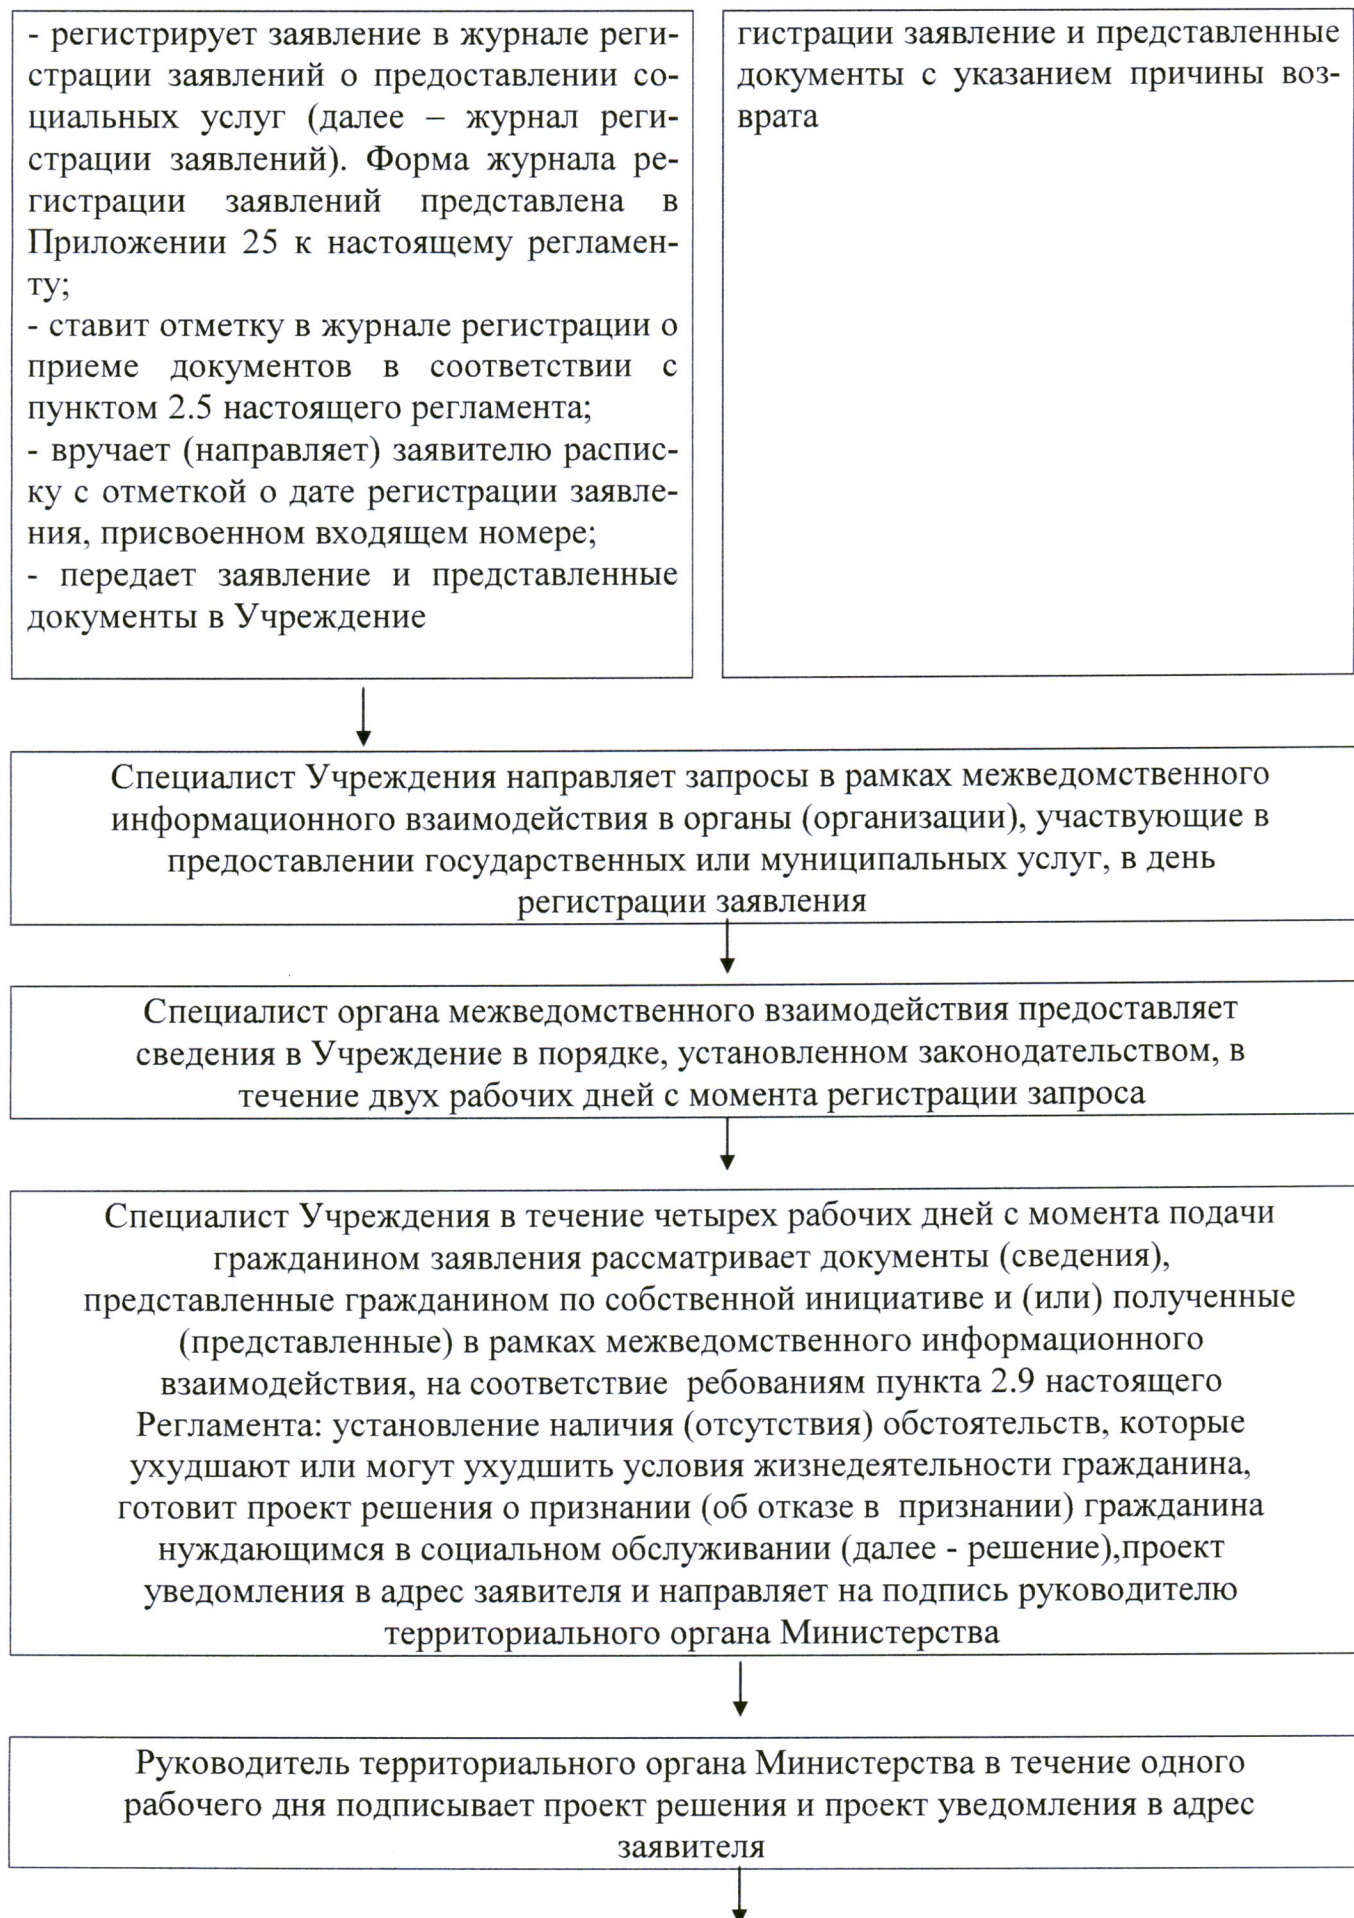 - регистрирует заявление в журнале реги-
страции заявлений о предоставлении со-
циальных услуг (далее – журнал реги-
страции заявлений). Форма журнала ре-
гистрации заявлений представлена в
Приложении 25 к настоящему регламен-
ту;
- ставит отметку в журнале регистрации о
приеме документов в соответствии с
пунктом 2.5 настоящего регламента;
- вручает (направляет) заявителю распис-
ку с отметкой о дате регистрации заявле-
ния, присвоенном входящем номере;
- передает заявление и представленные
документы в Учреждение
гистрации заявление и представленные
документы с указанием причины воз-
врата
Специалист Учреждения направляет запросы в рамках межведомственного
информационного взаимодействия в органы (организации), участвующие в
предоставлении государственных или муниципальных услуг, в день
регистрации заявления
Специалист органа межведомственного взаимодействия предоставляет
сведения в Учреждение в порядке, установленном законодательством, в
течение двух рабочих дней с момента регистрации запроса
Специалист Учреждения в течение четырех рабочих дней с момента подачи
гражданином заявления рассматривает документы (сведения),
представленные гражданином по собственной инициативе и (или) полученные
(представленные) в рамках межведомственного информационного
взаимодействия, на соответствие  ребованиям пункта 2.9 настоящего
Регламента: установление наличия (отсутствия) обстоятельств, которые
ухудшают или могут ухудшить условия жизнедеятельности гражданина,
готовит проект решения о признании (об отказе в  признании) гражданина
нуждающимся в социальном обслуживании (далее - решение),проект
уведомления в адрес заявителя и направляет на подпись руководителю
территориального органа Министерства
Руководитель территориального органа Министерства в течение одного
рабочего дня подписывает проект решения и проект уведомления в адрес
заявителя